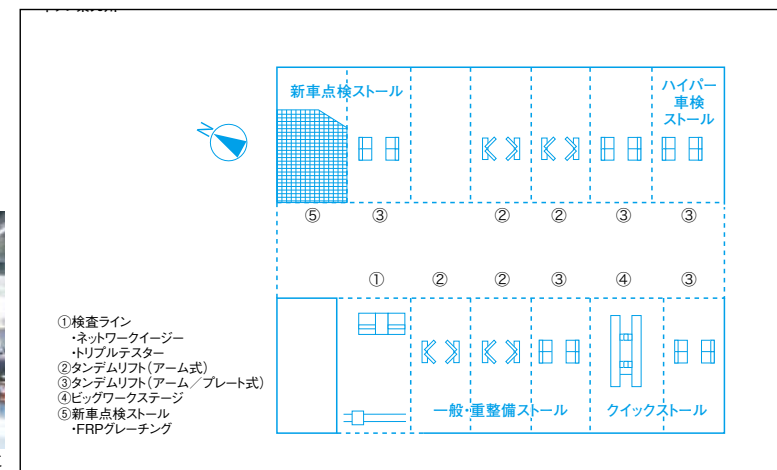 新車点検ストール
ハイパー
車検
ストール
N
⑤ ③ ② ② ③ ③
① ② ② ③ ④ ③
①検査ライン
・ネットワークイージー
・トリプルテスター
②タンデムリフト(アーム式)
③タンデムリフト(アーム／プレート式)
④ビッグワークステージ
⑤新車点検ストール
・FRPグレーチング
一般・重整備ストール
クイックストール